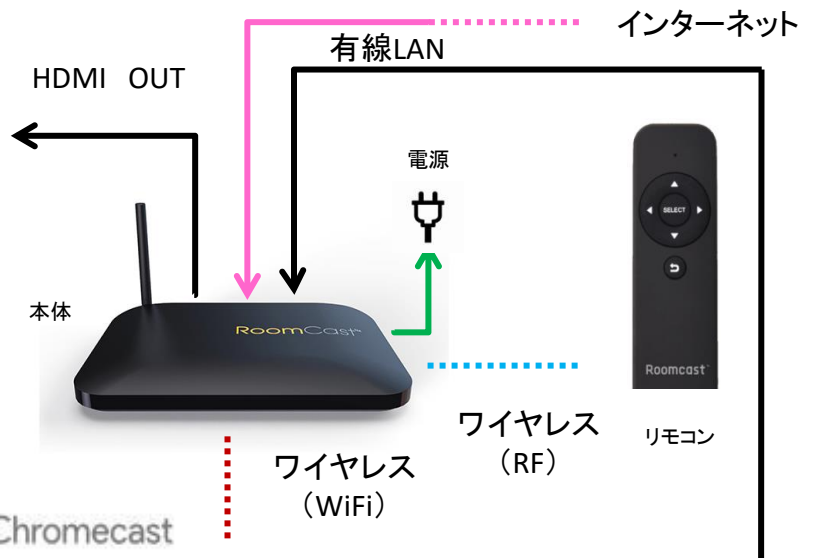 インターネット
有線LAN
HDMI OUT
電源
SELECT
本体
RoomCast
Roomcast
ワイヤレス
（RF）
リモコン
ワイヤレス
（WiFi）
Chromecast